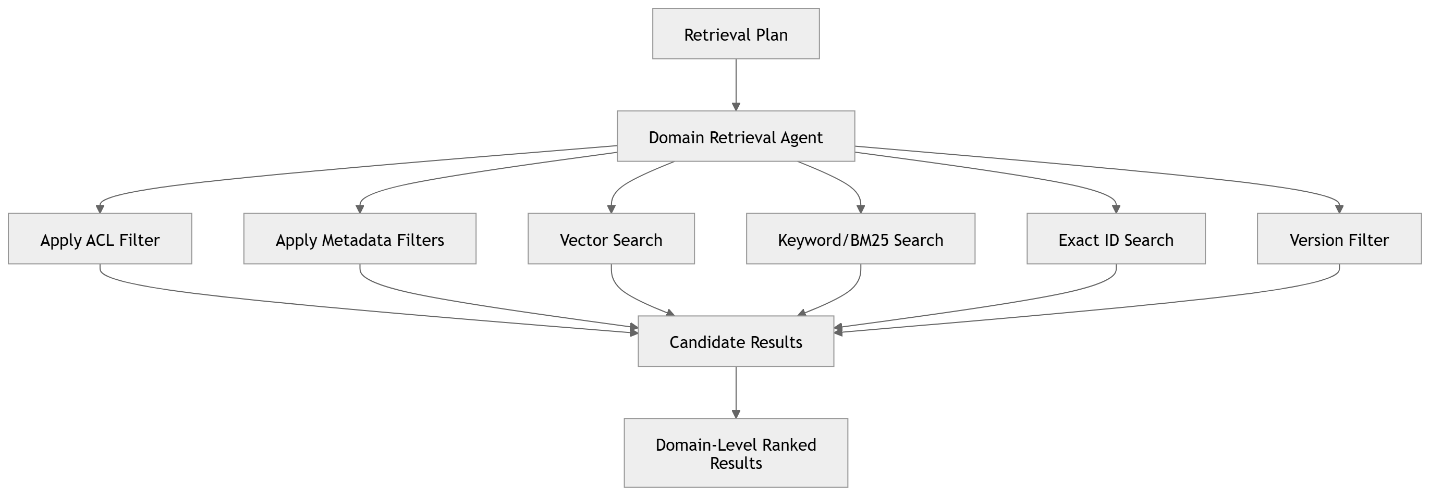 Retrieval Plan
Domain Retrieval Agent
Apply ACL Filter
Apply Metadata Filters
Vector Search
Keyword/BM25 Search
Exact ID Search
Version Filter
Candidate Results
Domain-Level Ranked
Results